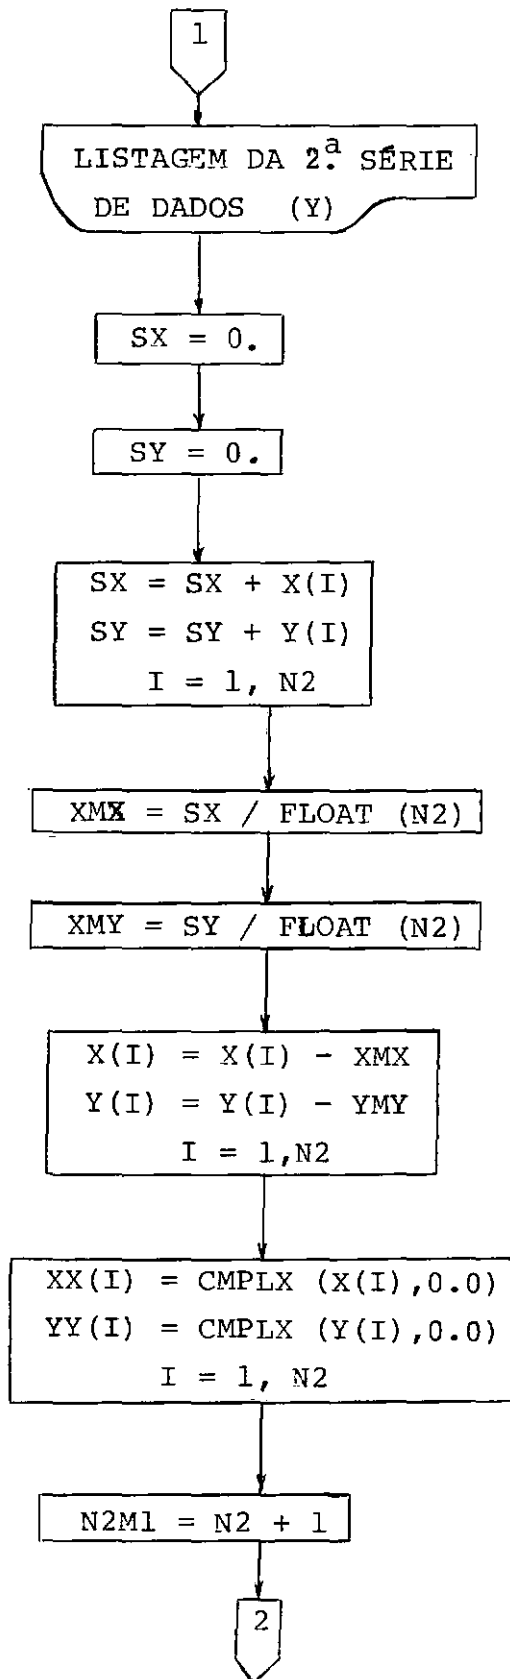 1
LISTAGEM DA 2.ª SÉRIE
DE DADOS (Y)
SX = 0.
SY = 0.
SX = SX + X(I)
SY = SY + Y(I)
I = 1, N2
XMX = SX / FLOAT (N2)
XMY = SY / FLOAT (N2)
X(I) = X(I) - XMX
Y(I) = Y(I) - YMY
I = 1,N2
XX(I) = CMPLX (X(I),0.0)
YY(I) = CMPLX (Y(I),0.0)
I = 1, N2
N2M1 = N2 + 1
2